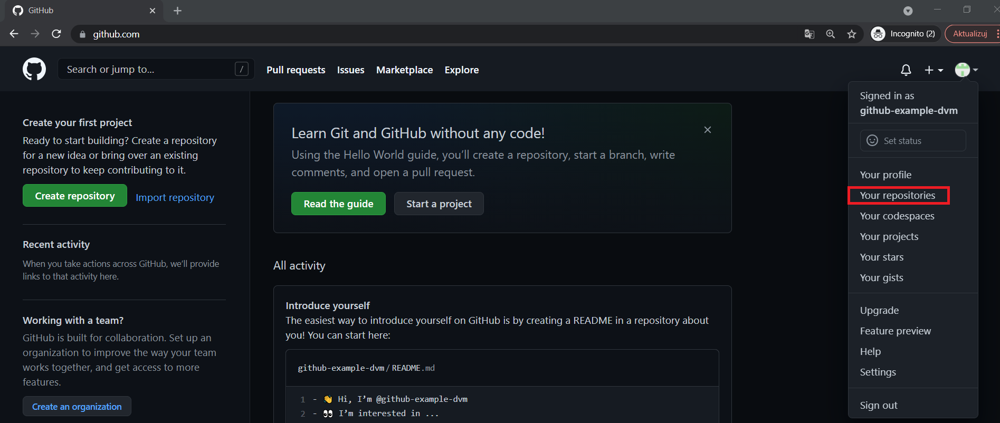 GitHub
github.com
Incognito (2)
Aktualizuj
Search or jump to...
/
Pull requests
Issues
Marketplace
Explore
Create your first project
Ready to start building? Create a repository
for a new idea or bring over an existing
repository to keep contributing to it.
Create repository
Import repository
Recent activity
When you take actions across GitHub, we’ll provide
links to that activity here.
Working with a team?
GitHub is built for collaboration. Set up an
organization to improve the way your team
works together, and get access to more
features.
Create an organization
Learn Git and GitHub without any code!
Using the Hello World guide, you’ll create a repository, start a branch, write
comments, and open a pull request.
Read the guide
Start a project
All activity
Introduce yourself
The easiest way to introduce yourself on GitHub is by creating a README in a repository about
you! You can start here:
github-example-dvm/README.md
1 - 👋 Hi, I’m @github-example-dvm
2 - 👀 I’m interested in ...
Signed in as
github-example-dvm
Set status
Your profile
Your repositories
Your codespaces
Your projects
Your stars
Your gists
Upgrade
Feature preview
Help
Settings
Sign out